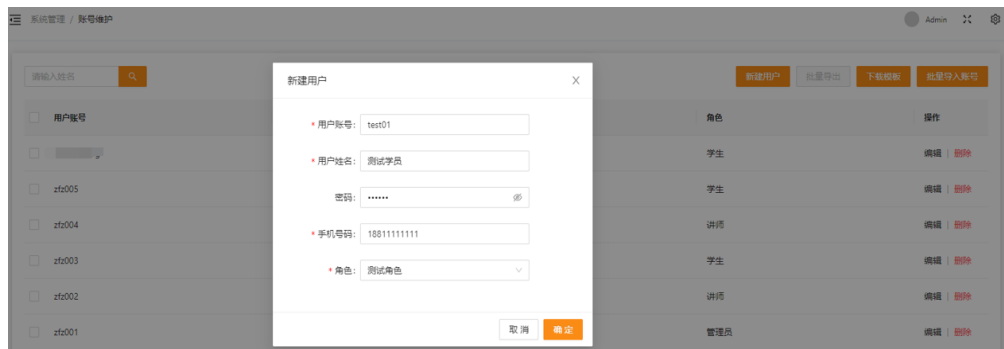 系统管理 / 账号维护
Admin
请输入姓名
新建用户 批量导出 下载模板 批量导入账号
新建用户
用户账号 角色 操作
* 用户账号: test01
学生 编辑 | 删除
* 用户姓名: 测试学员
zfz005 学生 编辑 | 删除
密码: ••••••
zfz004 讲师 编辑 | 删除
* 手机号码: 18811111111
zfz003 学生 编辑 | 删除
* 角色: 测试角色
zfz002 讲师 编辑 | 删除
取消 确定
zfz001 管理员 编辑 | 删除